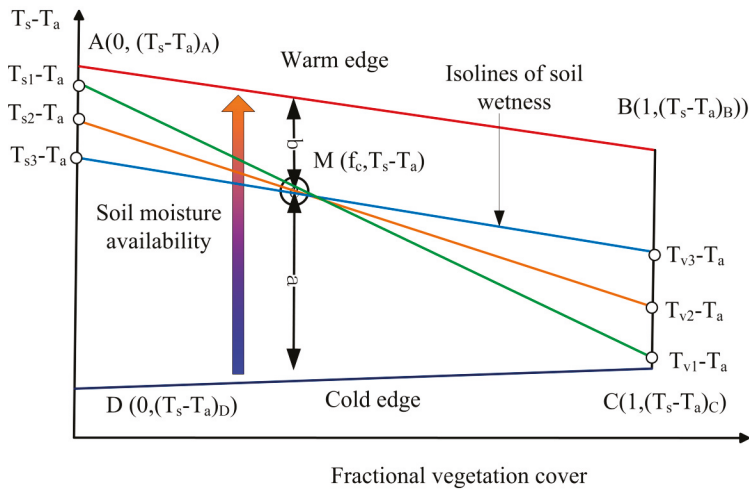 Ts-Ta
A(0, (Ts-Ta)A)
Warm edge
Isolines of soil
wetness
B(1,(Ts-Ta)B))
Ts1-Ta
Ts2-Ta
Ts3-Ta
b
M (fc,Ts-Ta)
Soil moisture
availability
a
Tv3-Ta
Tv2-Ta
Tv1-Ta
D (0,(Ts-Ta)D)
Cold edge
C(1,(Ts-Ta)C)
Fractional vegetation cover